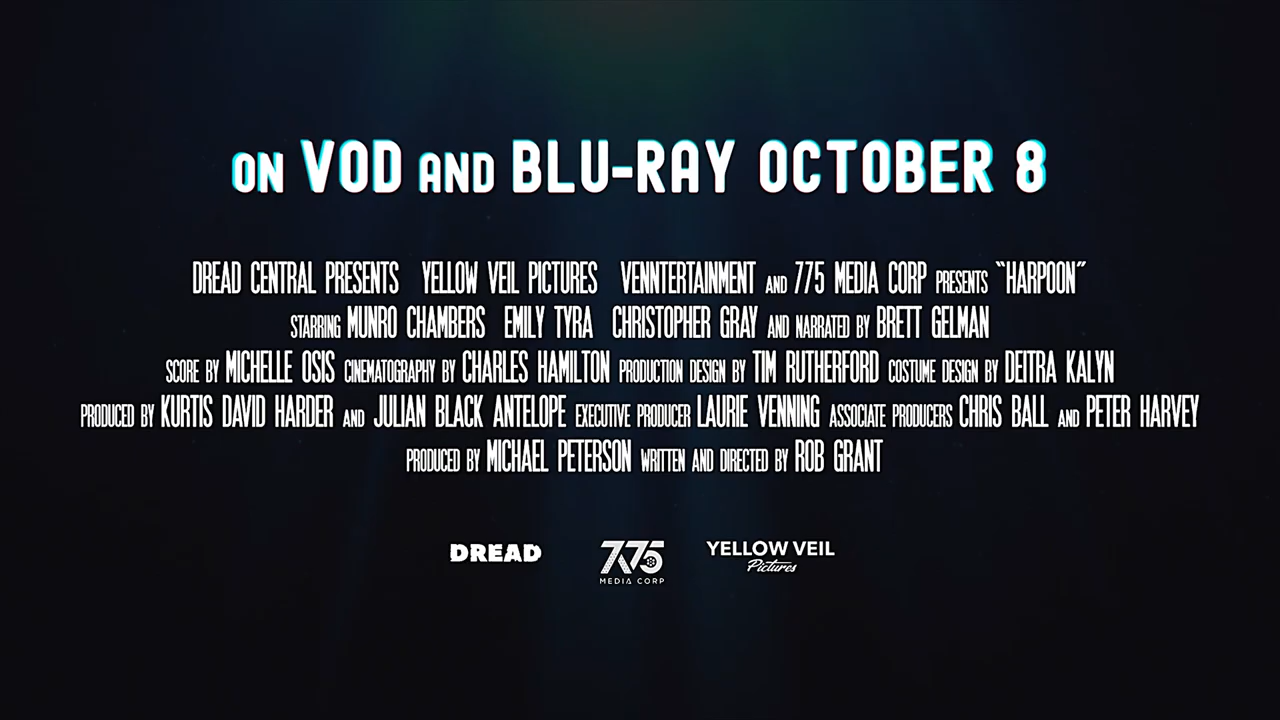 ON VOD AND BLU-RAY OCTOBER 8
DREAD CENTRAL PRESENTS YELLOW VEIL PICTURES VENNTERTAINMENT AND 775 MEDIA CORP PRESENTS "HARPOON"
STARRING MUNRO CHAMBERS EMILY TYRA CHRISTOPHER GRAY AND NARRATED BY BRETT GELMAN
SCORE BY MICHELLE OSIS CINEMATOGRAPHY BY CHARLES HAMILTON PRODUCTION DESIGN BY TIM RUTHERFORD COSTUME DESIGN BY DEITRA KALYN
PRODUCED BY KURTIS DAVID HARDER AND JULIAN BLACK ANTELOPE EXECUTIVE PRODUCER LAURIE VENNING ASSOCIATE PRODUCERS CHRIS BALL AND PETER HARVEY
PRODUCED BY MICHAEL PETERSON WRITTEN AND DIRECTED BY ROB GRANT
DREAD
775
MEDIA CORP
YELLOW VEIL
Pictures